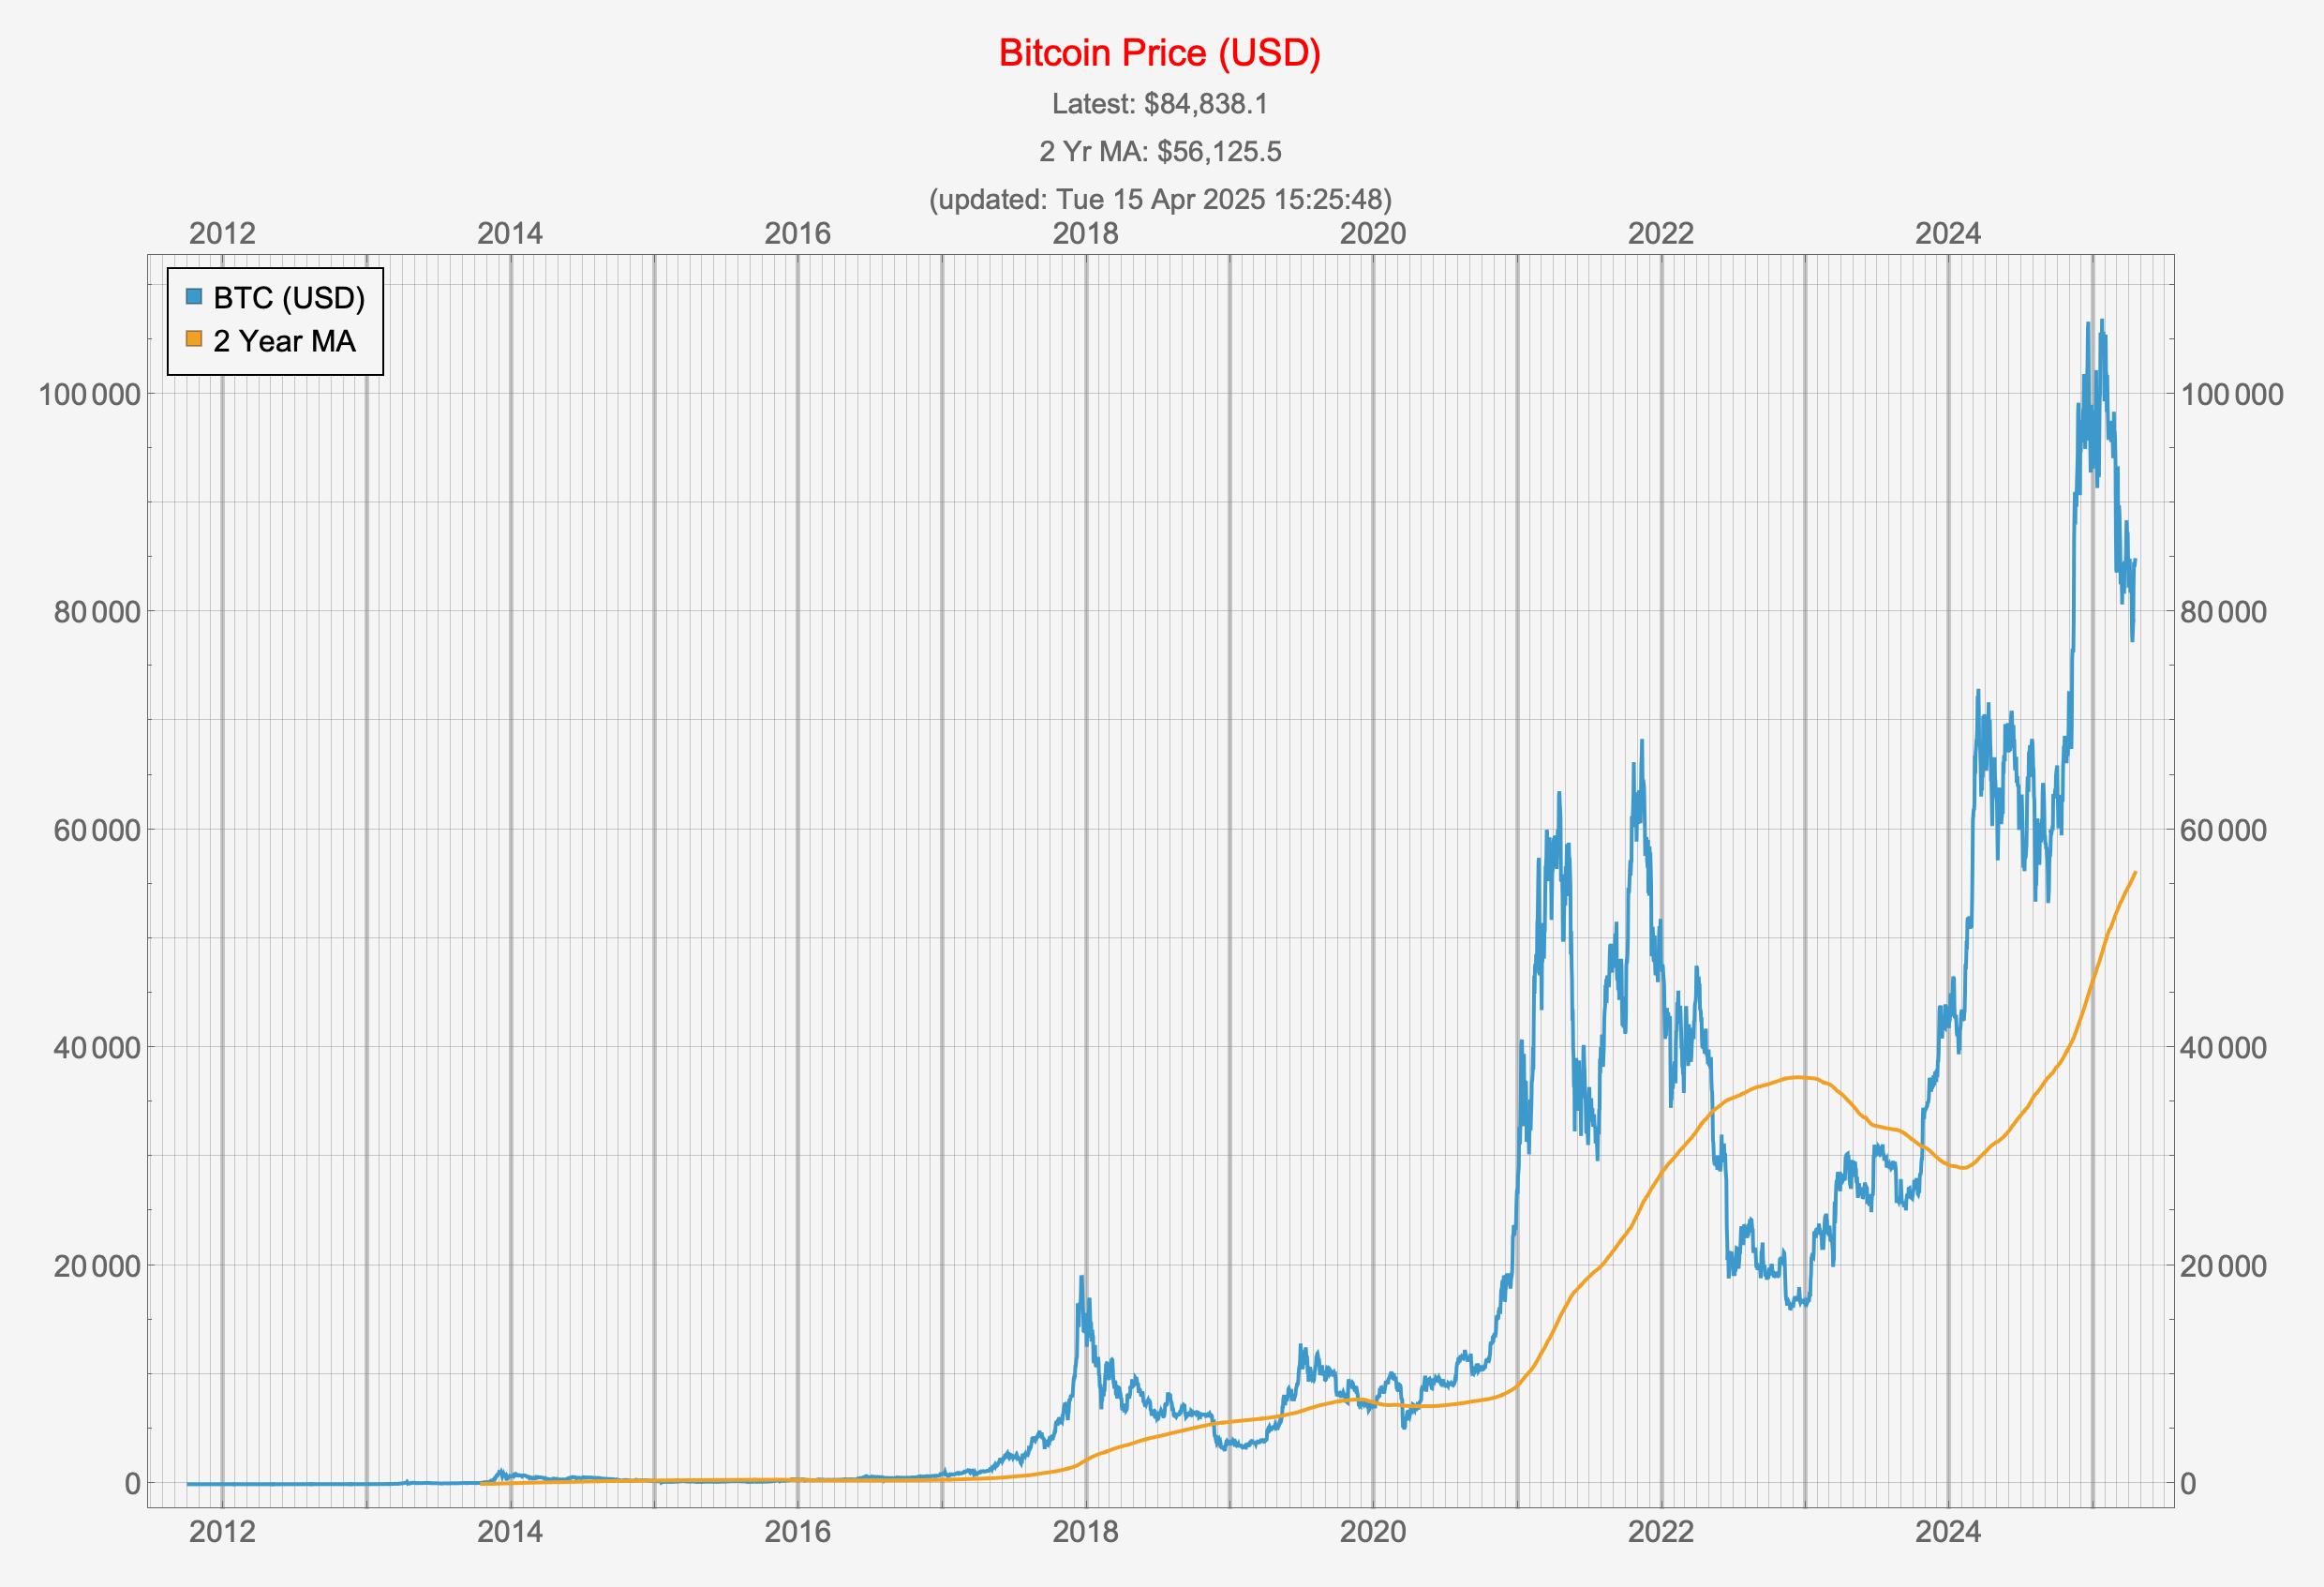 Bitcoin Price (USD)
Latest: $84,838.1
2 Yr MA: $56,125.5
(updated: Tue 15 Apr 2025 15:25:48)
2012 2014 2016 2018 2020 2022 2024
BTC (USD)
2 Year MA
100 000 100 000
80 000 80 000
60 000 60 000
40 000 40 000
20 000 20 000
0 0
2012 2014 2016 2018 2020 2022 2024